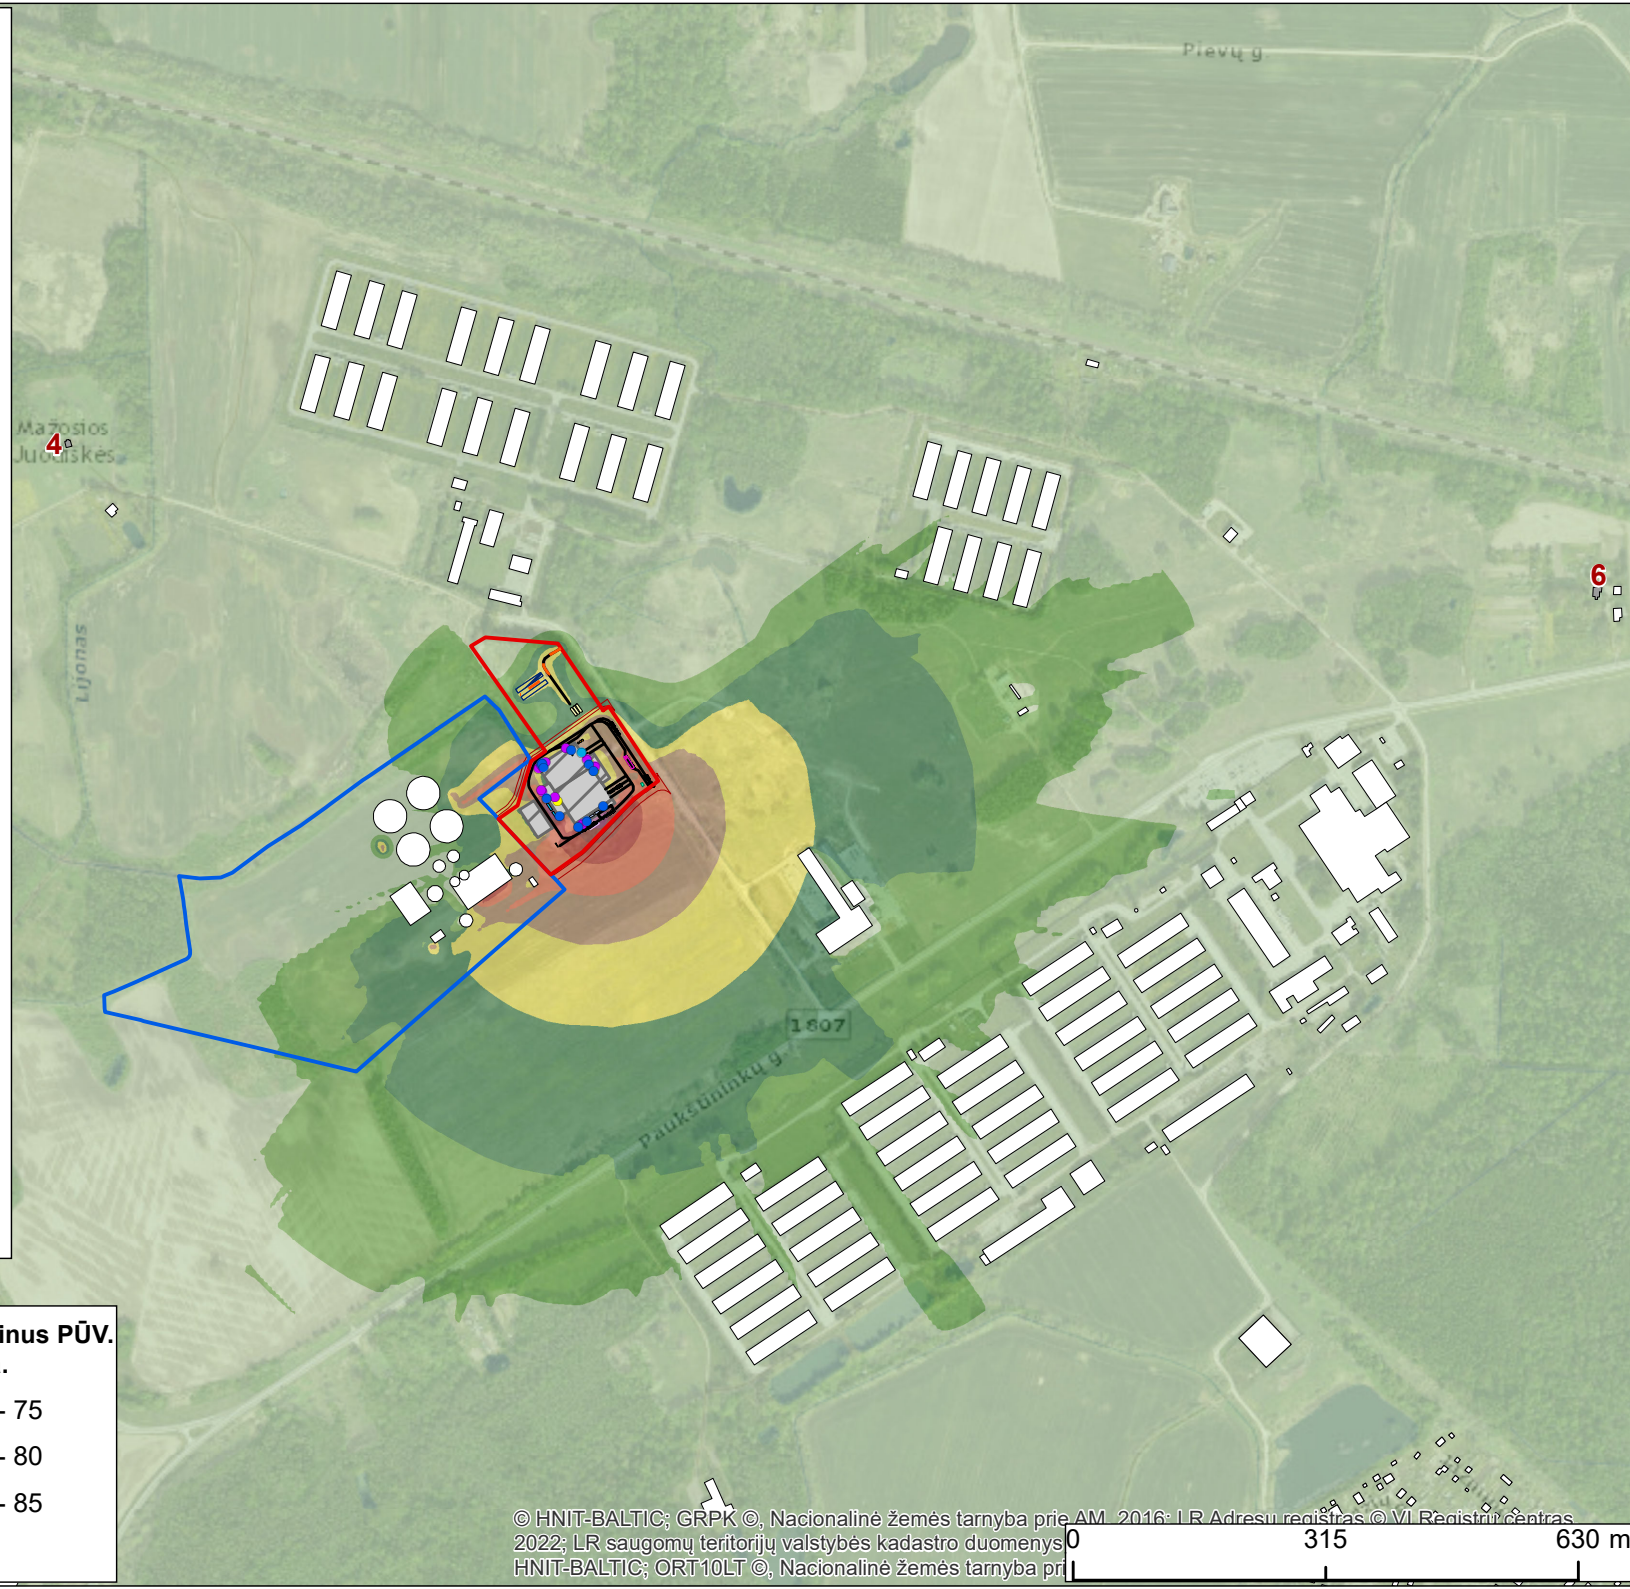 Pievų g.
Mažosios
Juodiškės
4
6
Lijonas
1807
Paukštininkų g.
inus PŪV.
- 75
- 80
- 85
© HNIT-BALTIC; GRPK ©, Nacionalinė žemės tarnyba prie AM, 2016; LR Adresų registras © VĮ Registrų centras
2022; LR saugomų teritorijų valstybės kadastro duomenys
HNIT-BALTIC; ORT10LT ©, Nacionalinė žemės tarnyba pri
0 315 630 m